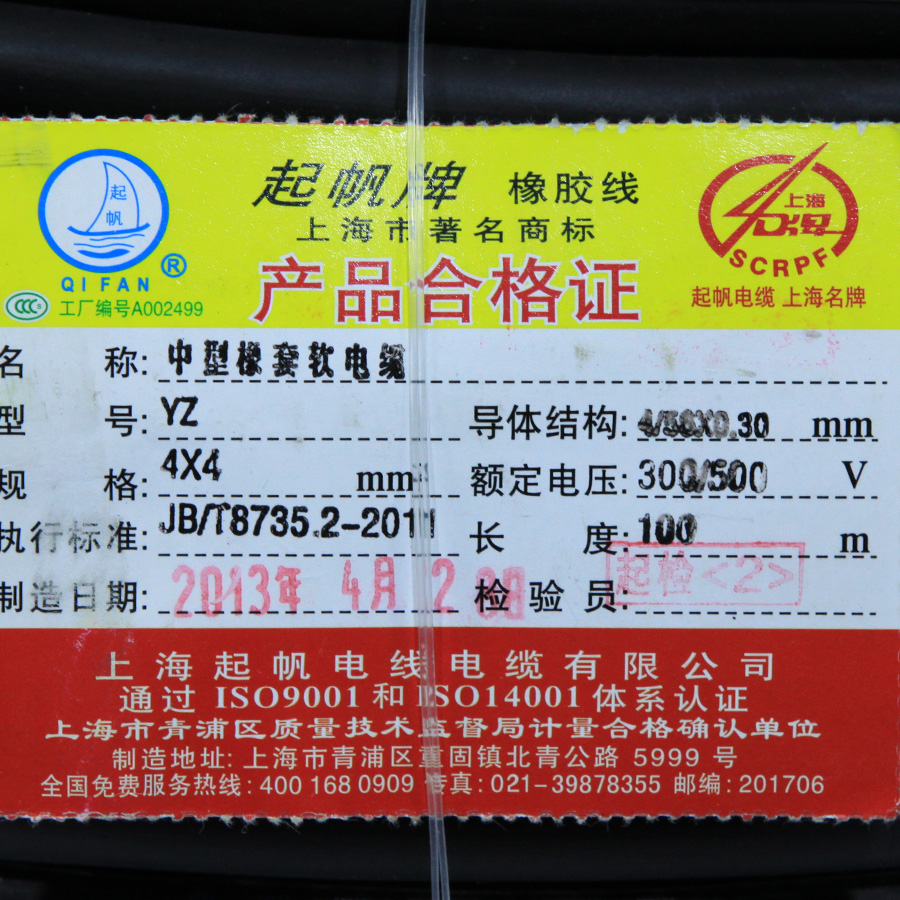 起帆
QI FAN ®
CCC S 工厂编号A002499
起帆牌 橡胶线
上海市著名商标
产品合格证
上海
SCRPF
起帆电缆 上海名牌
名 称: 中型橡套软电缆
型 号: YZ 导体结构: 4/56X0.30 mm
规 格: 4X4 mm² 额定电压: 300/500 V
执行标准: JB/T8735.2-2011 长 度: 100 m
制造日期: 2013年 4月 2 检 验 员: 起检<2>
上海起帆电线电缆有限公司
通过 ISO9001 和 ISO14001 体系认证
上海市青浦区质量技术监督局计量合格确认单位
制造地址: 上海市青浦区重固镇北青公路 5999 号
全国免费服务热线: 400 168 0909 传真: 021-39878355 邮编: 201706